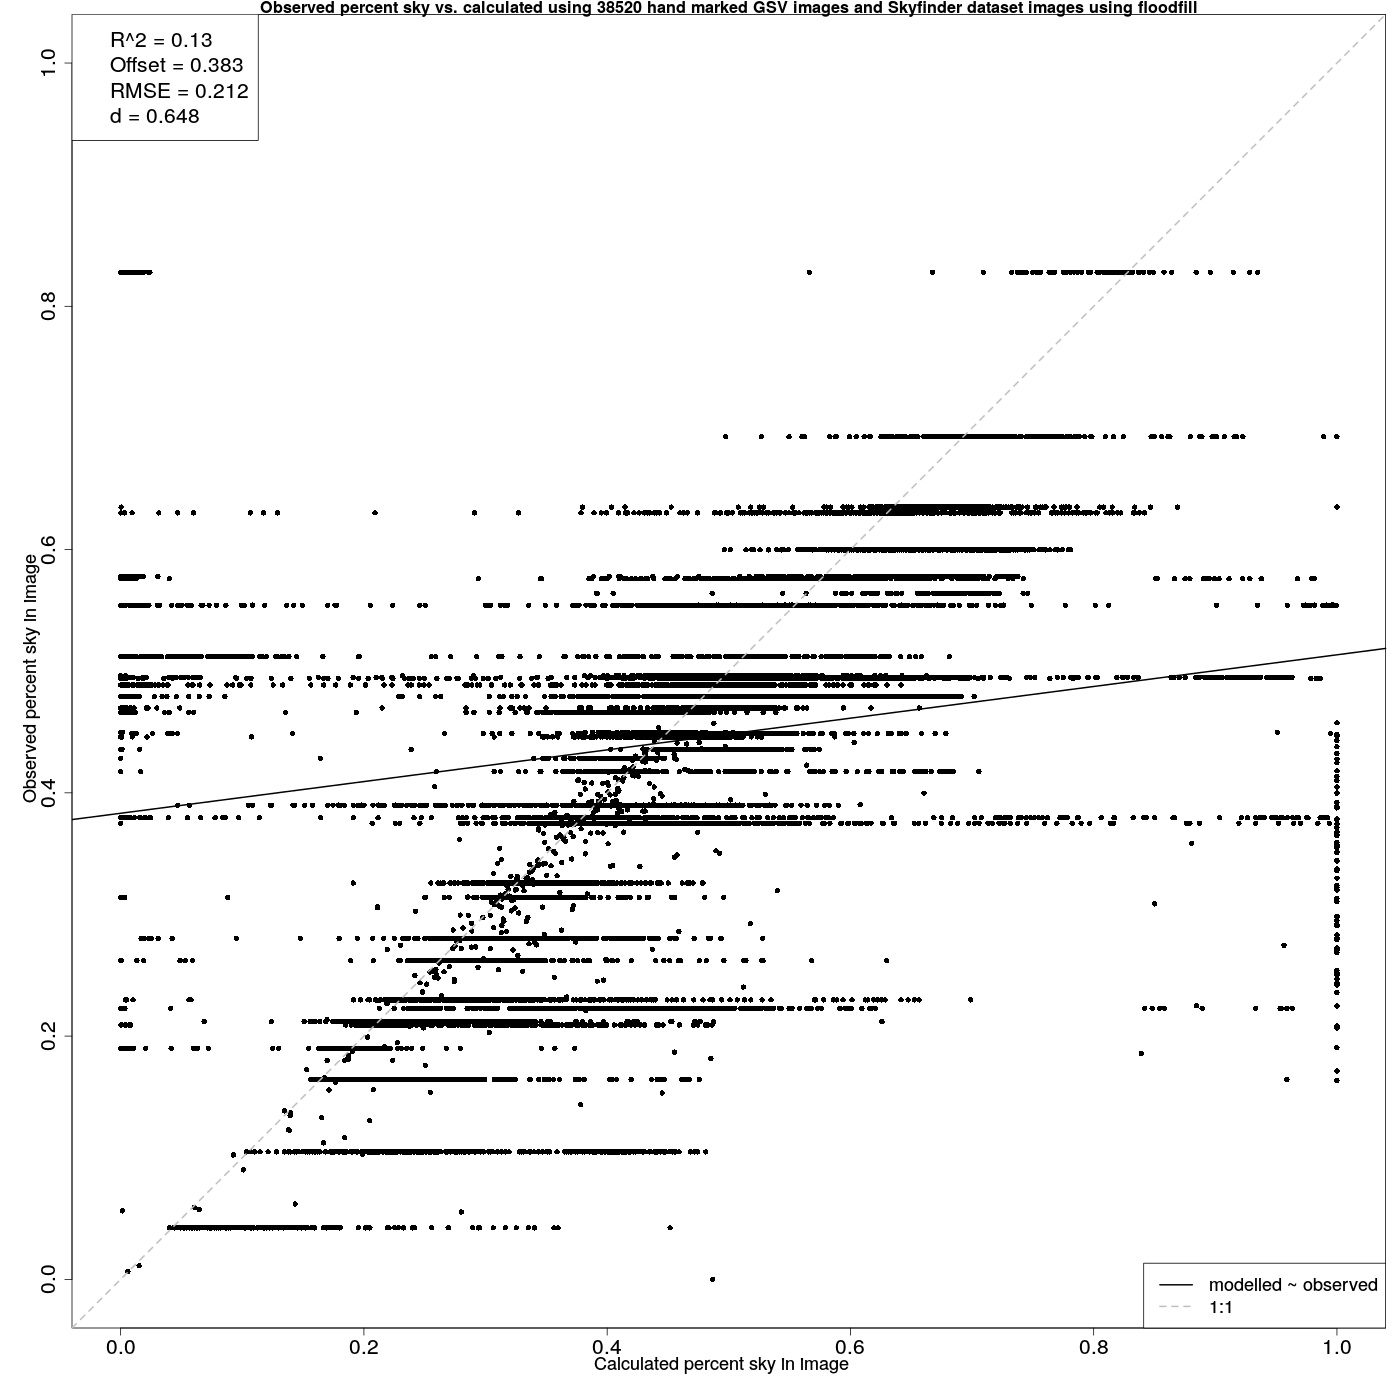 Observed percent sky vs. calculated using 38520 hand marked GSV images and Skyfinder dataset images using floodfill
R^2 = 0.13
Offset = 0.383
RMSE = 0.212
d = 0.648
Observed percent sky in image
1.0
0.8
0.6
0.4
0.2
0.0
modelled ~ observed
1:1
0.0 0.2 0.4 0.6 0.8 1.0
Calculated percent sky in image